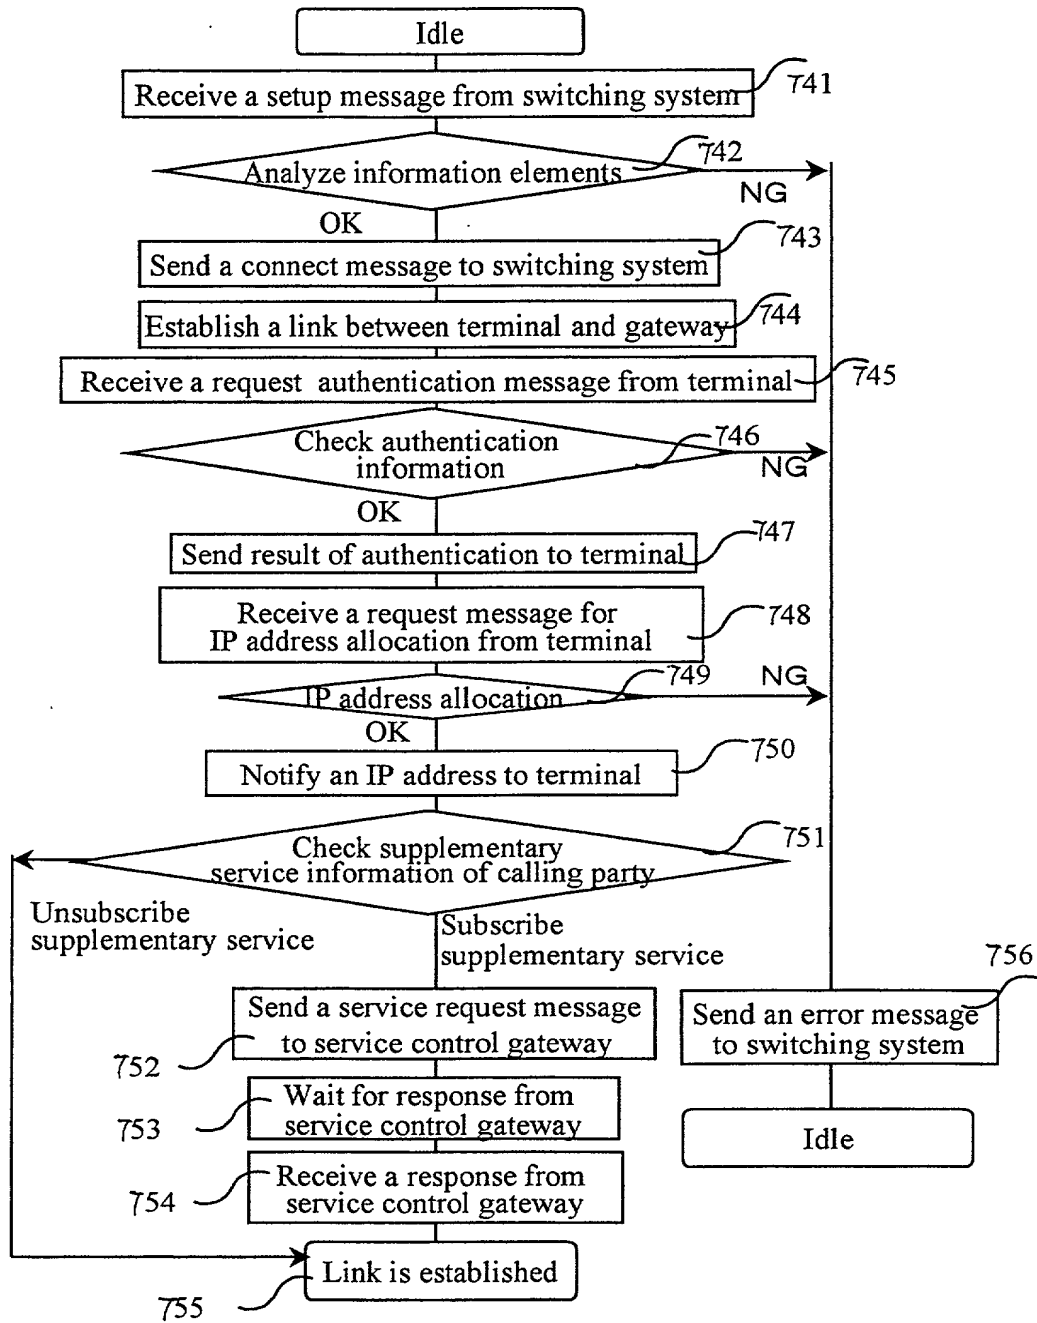 Idle
Receive a setup message from switching system
741
Analyze information elements
742
NG
OK
743
Send a connect message to switching system
Establish a link between terminal and gateway
744
Receive a request authentication message from terminal
745
Check authentication
information
746
NG
OK
Send result of authentication to terminal
747
Receive a request message for
IP address allocation from terminal
748
IP address allocation
749
NG
OK
Notify an IP address to terminal
750
Check supplementary
service information of calling party
751
Unsubscribe
supplementary service
Subscribe
supplementary service
Send a service request message
to service control gateway
752
756
Send an error message
to switching system
Wait for response from
service control gateway
753
Idle
Receive a response from
service control gateway
754
Link is established
755